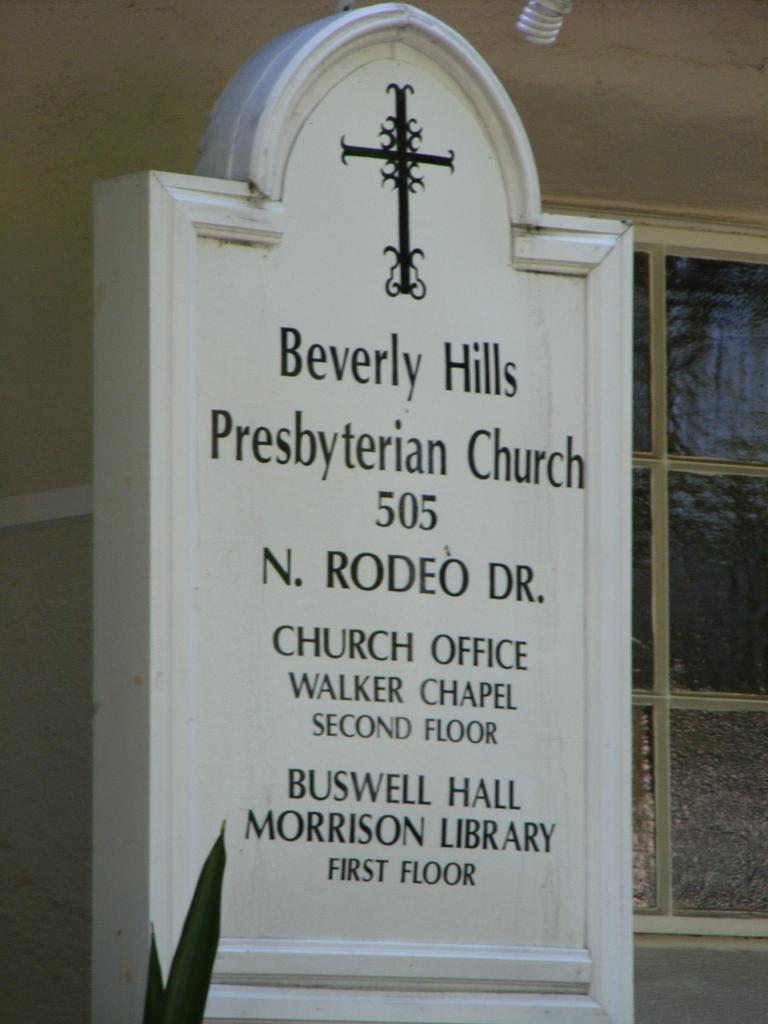 Beverly Hills
Presbyterian Church
505
N. RODEO DR.
CHURCH OFFICE
WALKER CHAPEL
SECOND FLOOR
BUSWELL HALL
MORRISON LIBRARY
FIRST FLOOR